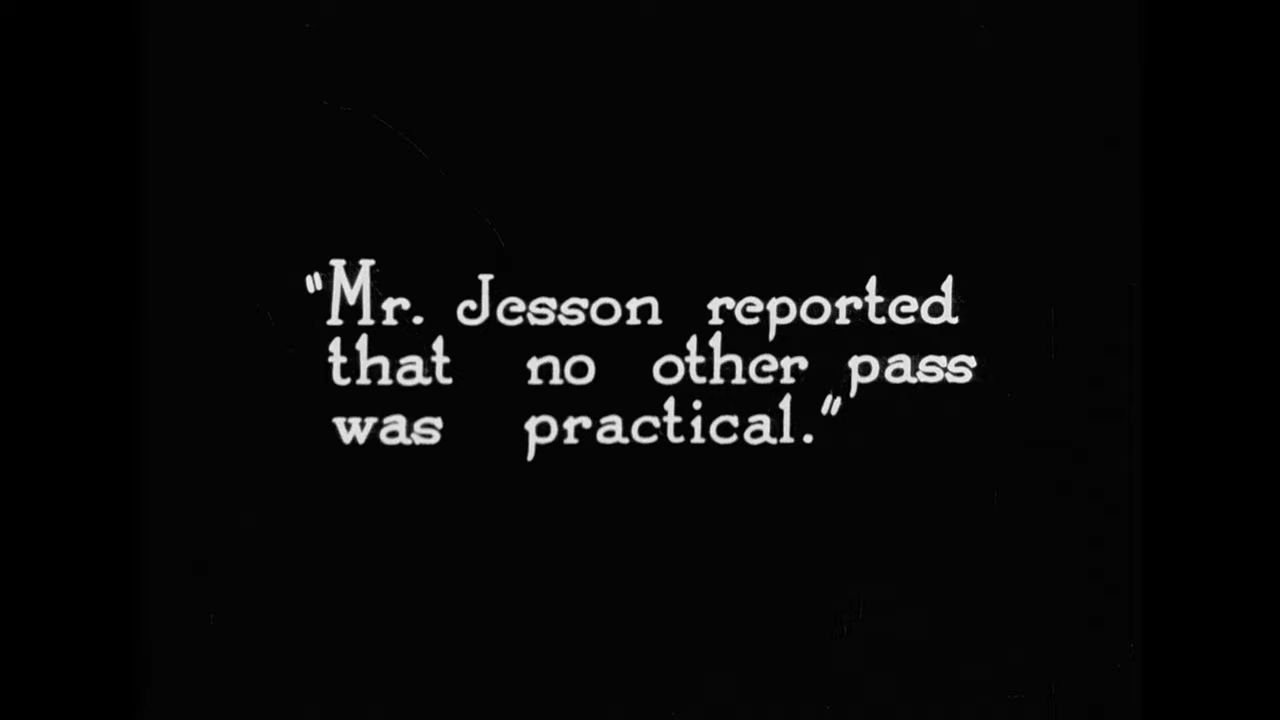 "Mr. Jesson reported
that no other pass
was practical."